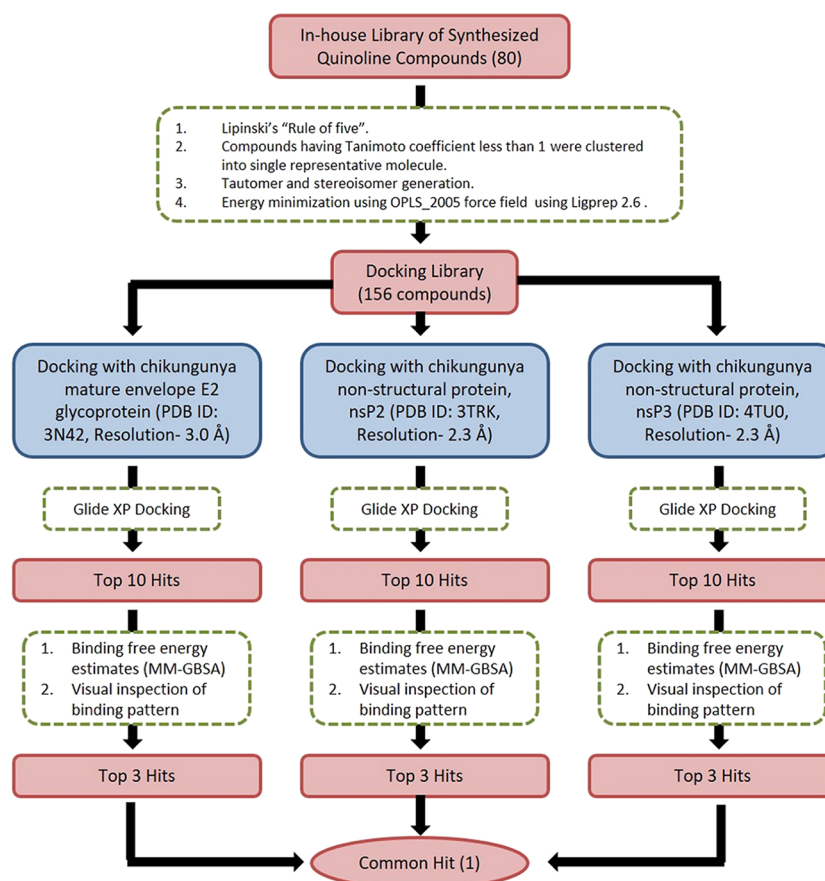 In-house Library of Synthesized
Quinoline Compounds (80)
1. Lipinski's “Rule of five”.
2. Compounds having Tanimoto coefficient less than 1 were clustered
into single representative molecule.
3. Tautomer and stereoisomer generation.
4. Energy minimization using OPLS_2005 force field using Ligprep 2.6 .
Docking Library
(156 compounds)
Docking with chikungunya
mature envelope E2
glycoprotein (PDB ID:
3N42, Resolution- 3.0 Å)
Docking with chikungunya
non-structural protein,
nsP2 (PDB ID: 3TRK,
Resolution- 2.3 Å)
Docking with chikungunya
non-structural protein,
nsP3 (PDB ID: 4TU0,
Resolution- 2.3 Å)
Glide XP Docking
Glide XP Docking
Glide XP Docking
Top 10 Hits
Top 10 Hits
Top 10 Hits
1. Binding free energy
estimates (MM-GBSA)
2. Visual inspection of
binding pattern
1. Binding free energy
estimates (MM-GBSA)
2. Visual inspection of
binding pattern
1. Binding free energy
estimates (MM-GBSA)
2. Visual inspection of
binding pattern
Top 3 Hits
Top 3 Hits
Top 3 Hits
Common Hit (1)